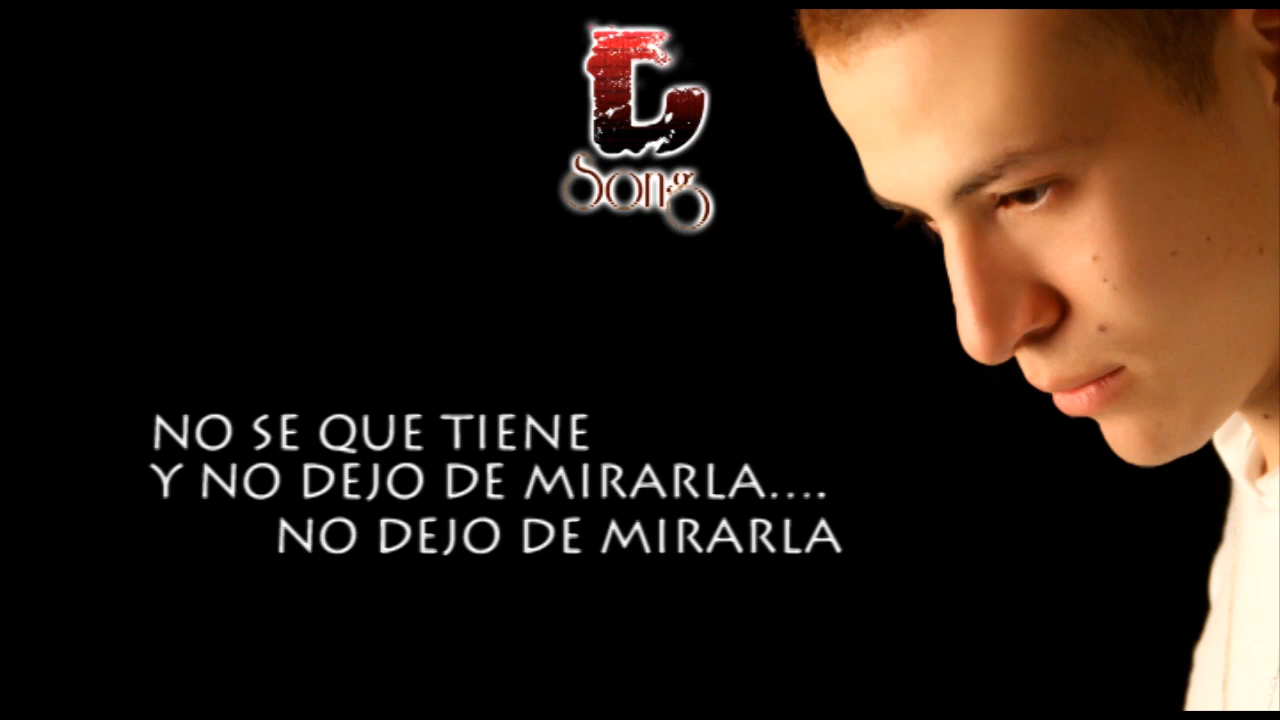 Song
NO SE QUE TIENE
Y NO DEJO DE MIRARLA....
NO DEJO DE MIRARLA